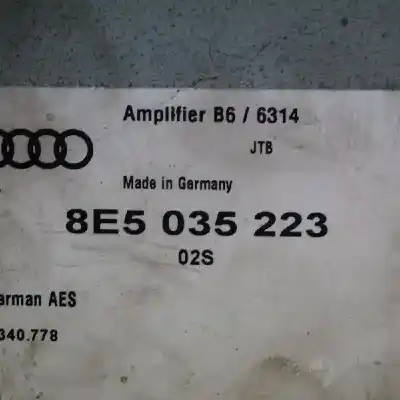 Amplifier B6 / 6314
JTB
Made in Germany
8E5 035 223
02S
arman AES
340.778